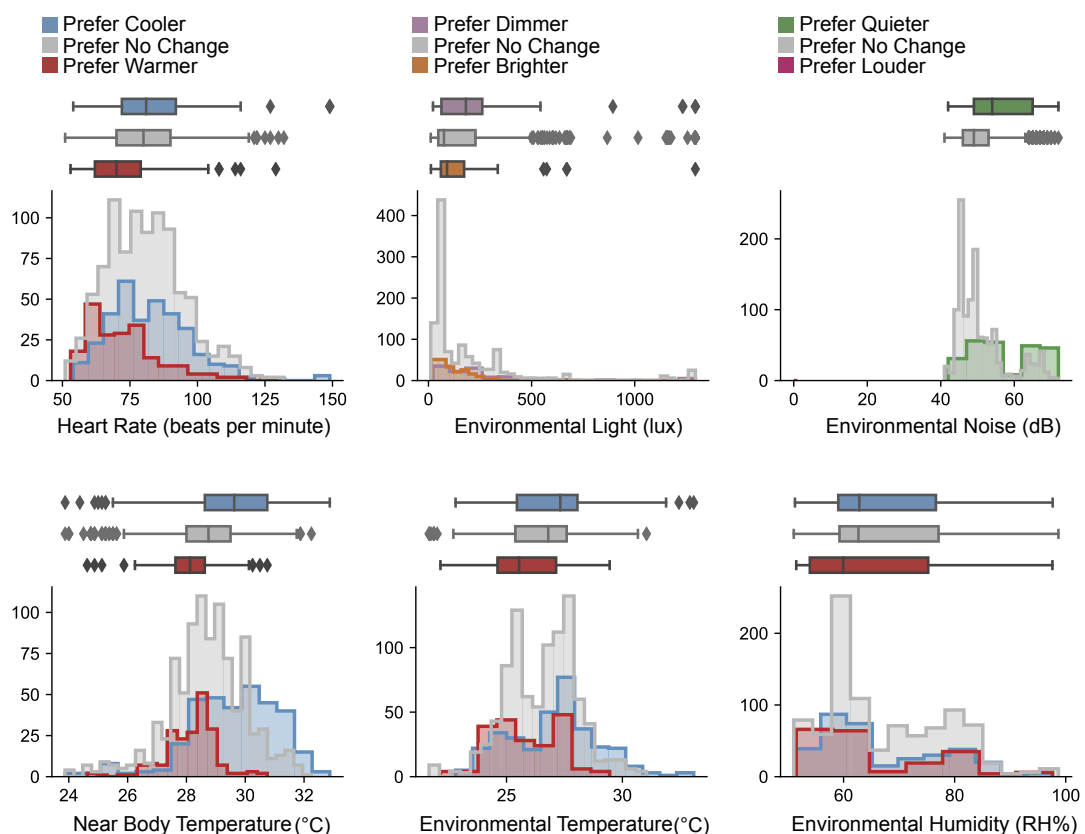 Prefer Cooler
Prefer No Change
Prefer Warmer
Prefer Dimmer
Prefer No Change
Prefer Brighter
Prefer Quieter
Prefer No Change
Prefer Louder
100
75
50
25
0
50 75 100 125 150
Heart Rate (beats per minute)
400
300
200
100
0
0 500 1000
Environmental Light (lux)
200
100
0
0 20 40 60
Environmental Noise (dB)
100
75
50
25
0
24 26 28 30 32
Near Body Temperature (°C)
100
50
0
25 30
Environmental Temperature(°C)
200
100
0
60 80 100
Environmental Humidity (RH%)